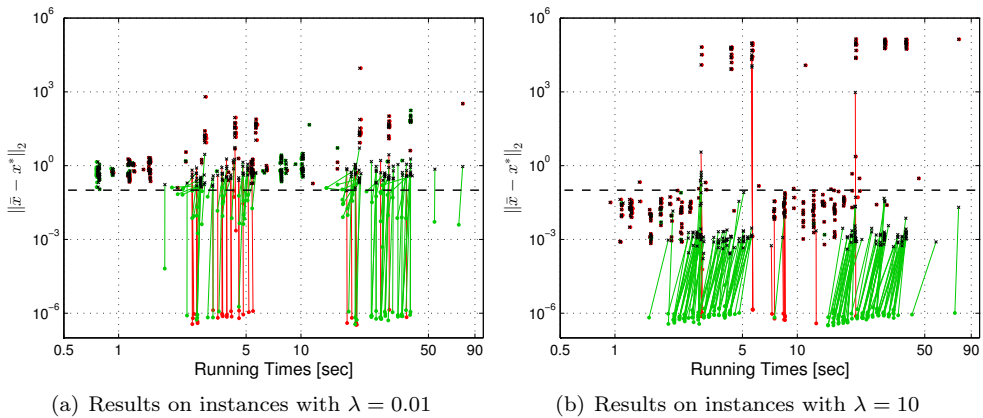 10^6
10^3
10^0
10^{-3}
10^{-6}
||x̄ − x*||_2
0.5 1 5 10 50 90
Running Times [sec]
(a) Results on instances with λ = 0.01
10^6
10^3
10^0
10^{-3}
10^{-6}
||x̄ − x*||_2
0.5 1 5 10 50 90
Running Times [sec]
(b) Results on instances with λ = 10